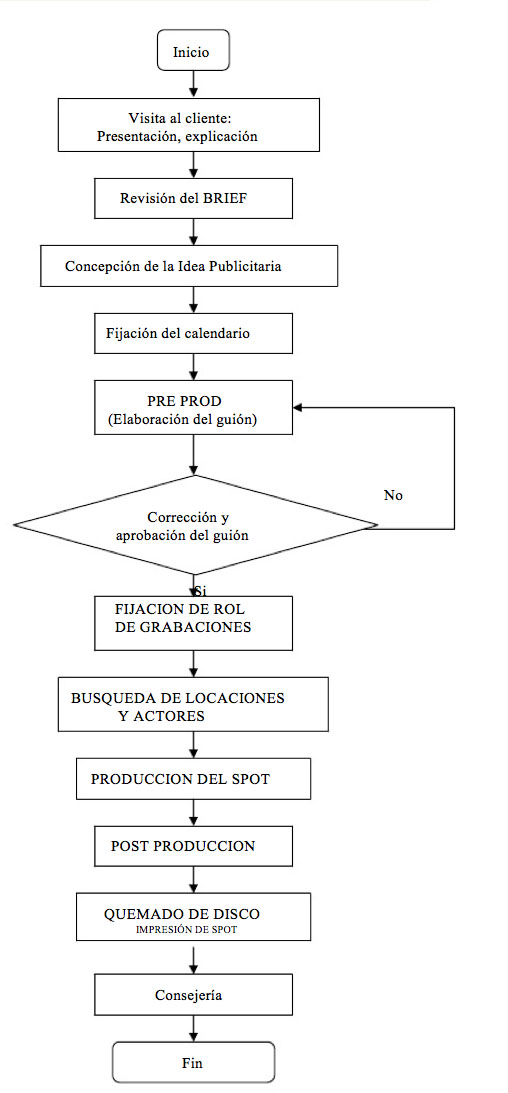 Inicio
Visita al cliente:
Presentación, explicación
Revisión del BRIEF
Concepción de la Idea Publicitaria
Fijación del calendario
PRE PROD
(Elaboración del guión)
No
Corrección y
aprobación del guión
Si
FIJACION DE ROL
DE GRABACIONES
BUSQUEDA DE LOCACIONES
Y ACTORES
PRODUCCION DEL SPOT
POST PRODUCCION
QUEMADO DE DISCO
IMPRESIÓN DE SPOT
Consejería
Fin